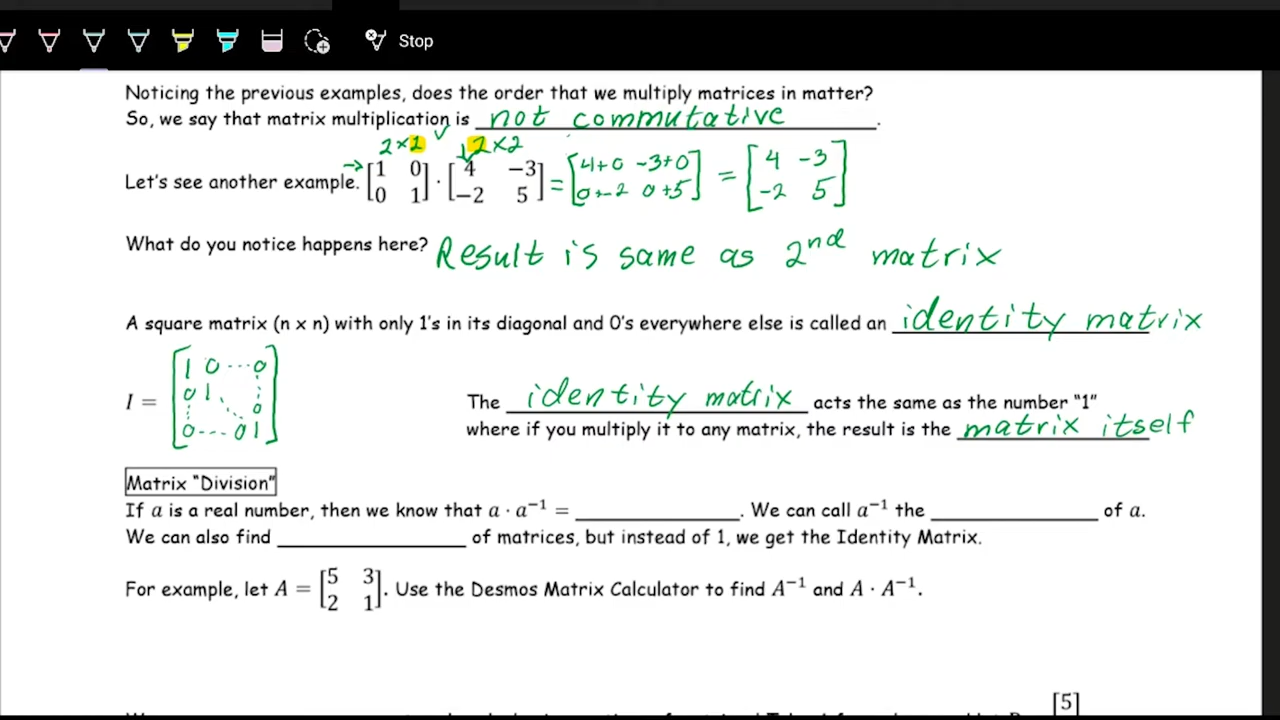 Stop
Noticing the previous examples, does the order that we multiply matrices in matter?
So, we say that matrix multiplication is not commutative.
2×2 ✓ 2×2
Let's see another example. → [1 0; 0 1] · [4 −3; −2 5] = [4+0 -3+0; 0+-2 0+5] = [4 -3; -2 5]
What do you notice happens here? Result is same as 2nd matrix
A square matrix (n x n) with only 1's in its diagonal and 0's everywhere else is called an identity matrix
I = [1 0 ... 0; 0 1 ⋱ ⋮; ⋮ 0; 0 ... 0 1]
The identity matrix acts the same as the number "1"
where if you multiply it to any matrix, the result is the matrix itself
Matrix "Division"
If a is a real number, then we know that a · a⁻¹ = ____________. We can call a⁻¹ the ____________ of a.
We can also find ____________ of matrices, but instead of 1, we get the Identity Matrix.
For example, let A = [5 3; 2 1]. Use the Desmos Matrix Calculator to find A⁻¹ and A · A⁻¹.
[5]